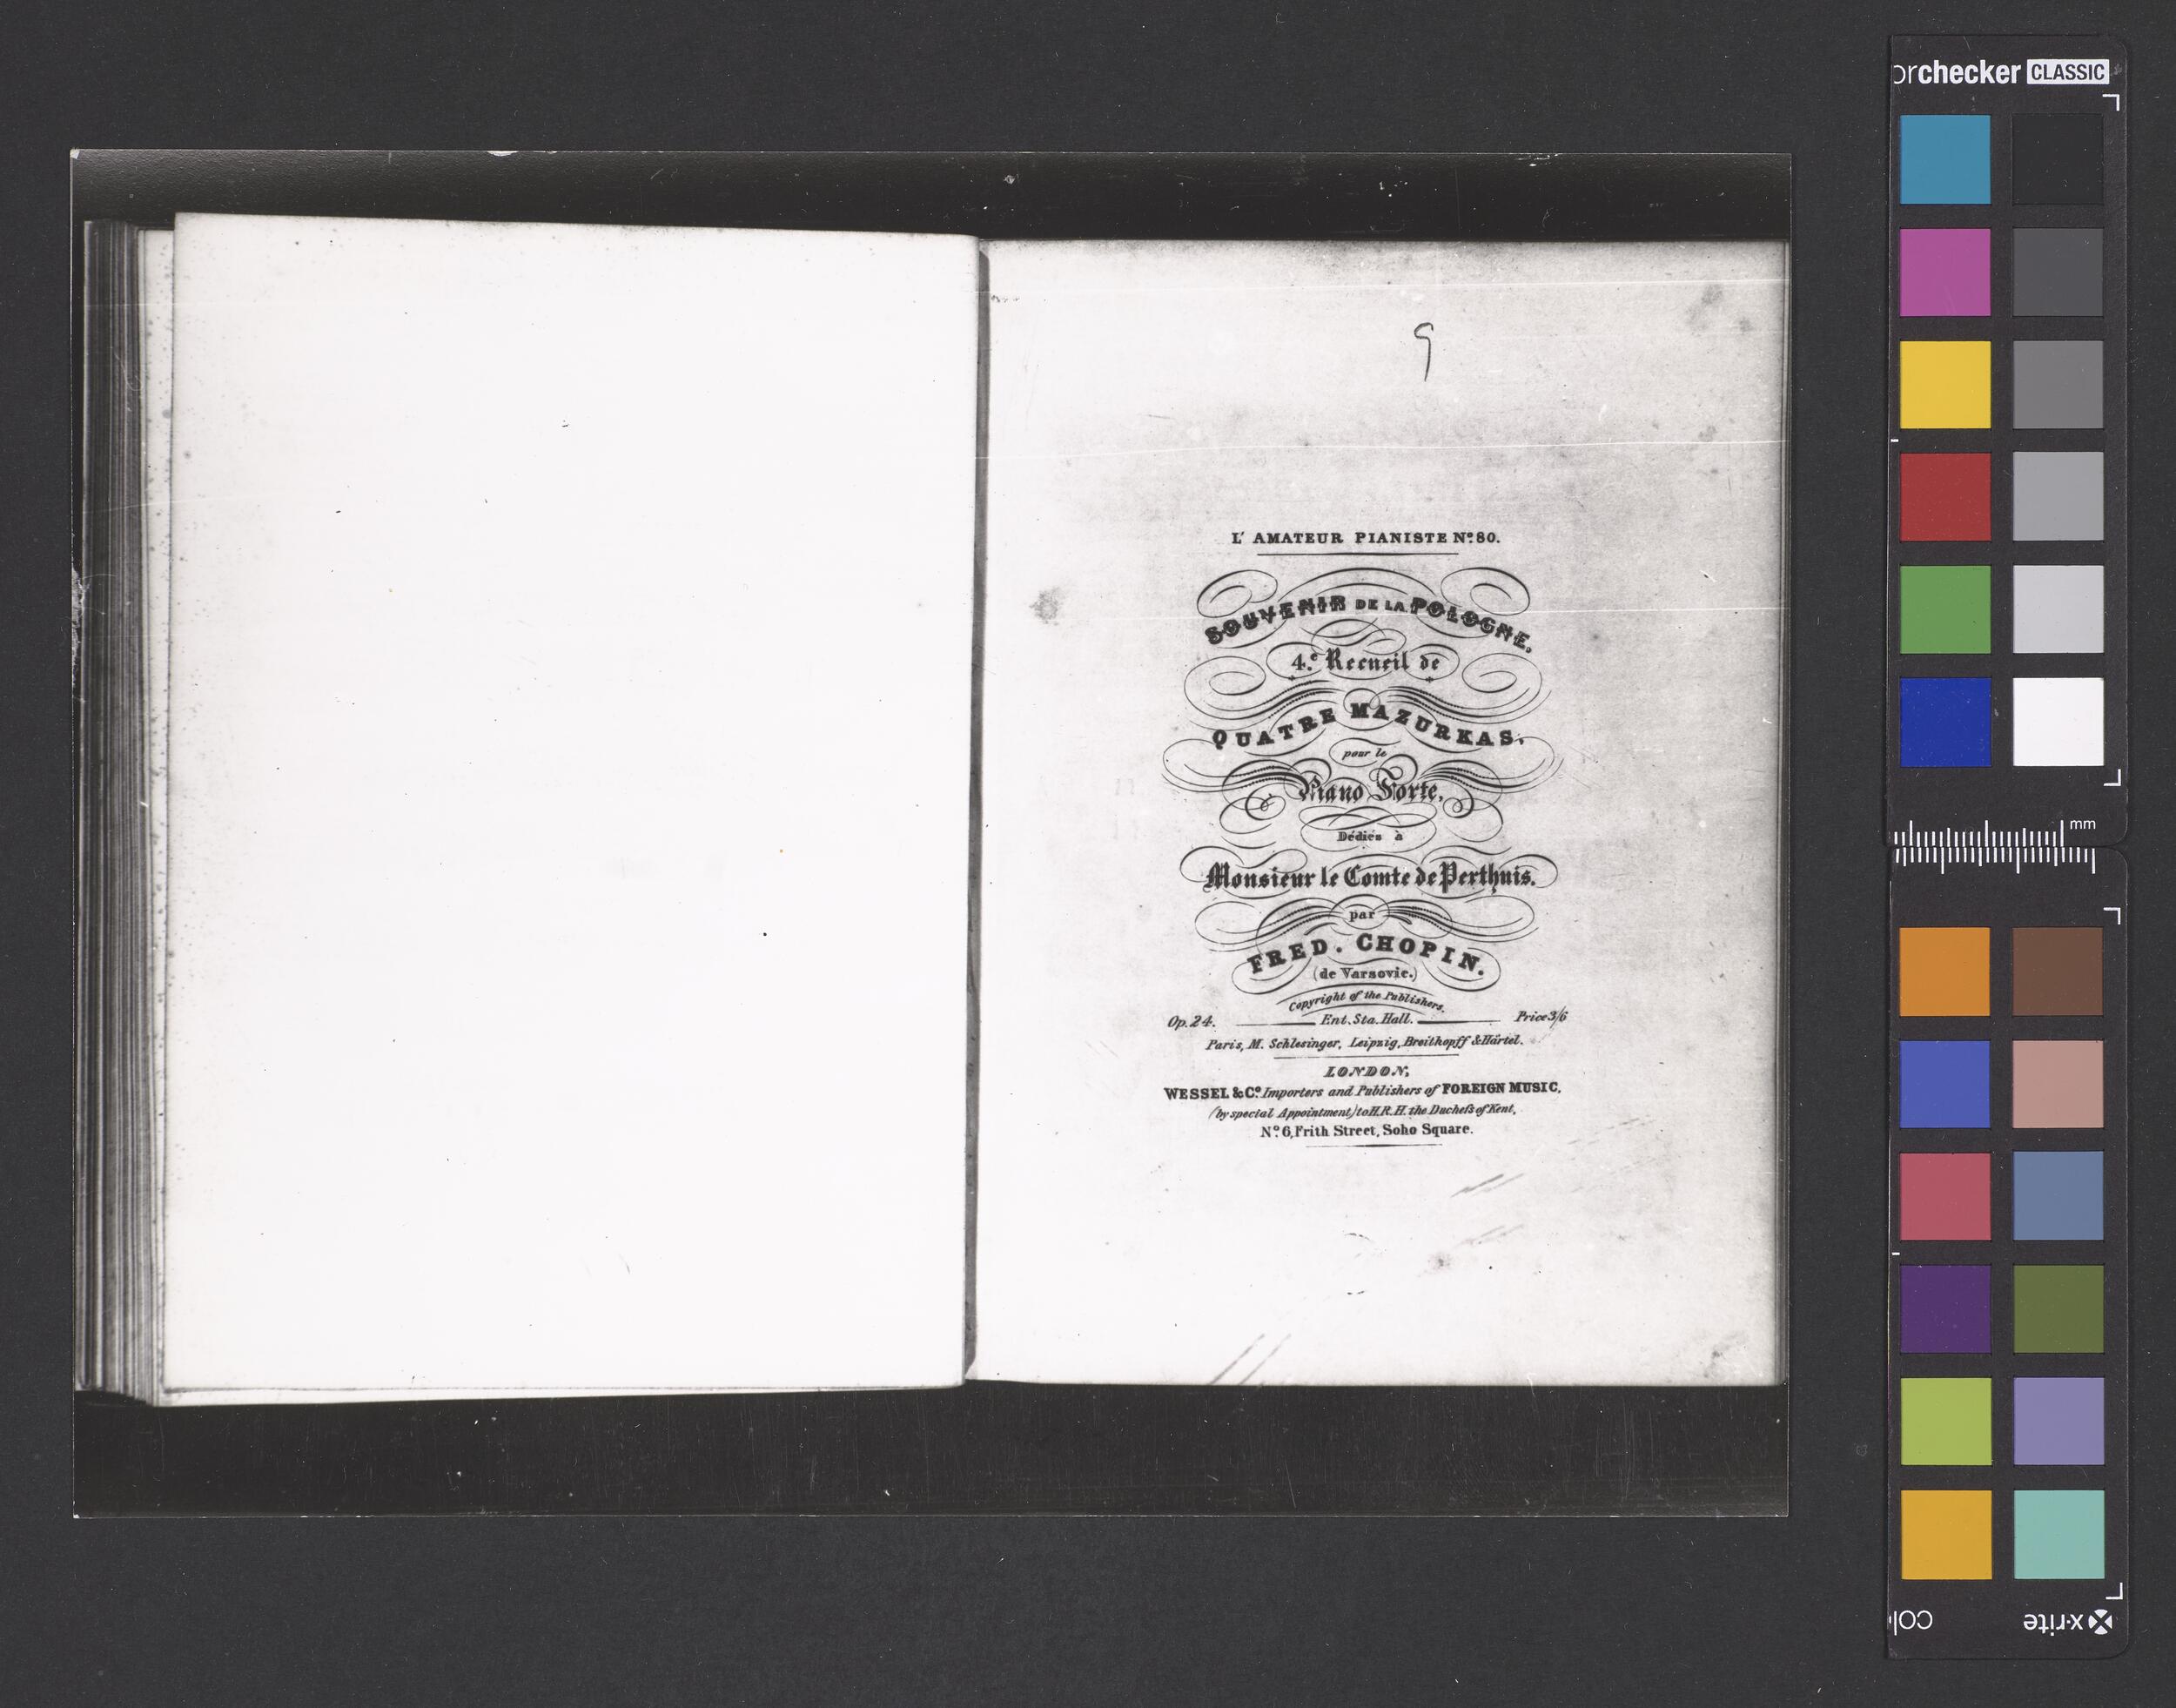 9
L' AMATEUR PIANISTE Nº 80.
SOUVENIR DE LA POLOGNE.
4.e Recueil de
QUATRE MAZURKAS.
pour le
Piano Forte,
Dédiés à
Monsieur le Comte de Perthuis.
par
FRED. CHOPIN.
(de Varsovie.)
Copyright of the Publishers.
Op. 24. Ent. Sta. Hall. Price 3/6
Paris, M. Schlesinger, Leipzig, Breitkopff & Härtel.
LONDON,
WESSEL & Cº. Importers and Publishers of FOREIGN MUSIC,
(by special Appointment) to H.R.H. the Duchess of Kent,
Nº 6, Frith Street, Soho Square.
orchecker CLASSIC
mm
x-rite
col